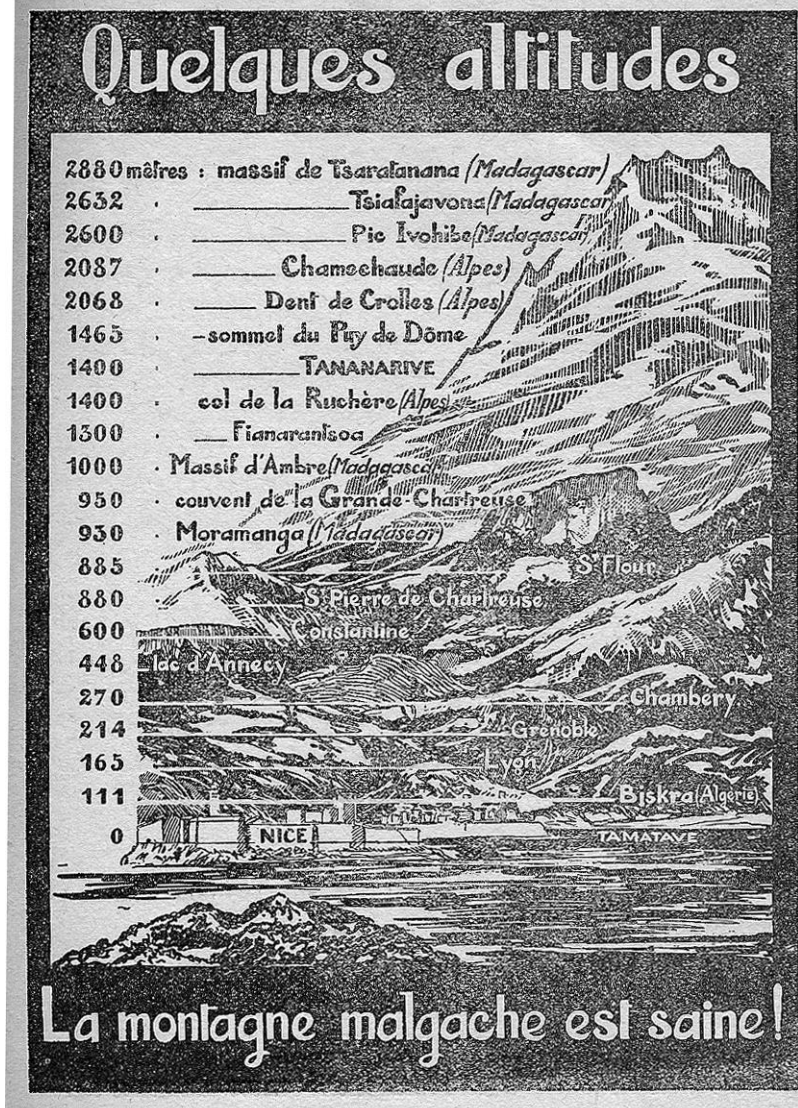 Quelques altitudes
2880 mètres : massif de Tsaratanana (Madagascar)
2632 . Tsiafajavona (Madagascar
2600 . Pic Ivohibe (Madagascar)
2087 . Chamechaude (Alpes)
2068 . Dent de Crolles (Alpes)
1465 . sommet du Puy de Dôme
1400 . TANANARIVE
1400 . col de la Ruchère (Alpes)
1300 . Fianarantsoa
1000 . Massif d'Ambre (Madagascar
950 . couvent de la Grande-Chartreuse
930 . Moramanga (Madagascar)
885 . St Flour
880 . St Pierre de Chartreuse
600 Constantine
448 lac d'Annecy
270 Chambéry
214 Grenoble
165 Lyon
111 Biskra (Algérie)
0 NICE TAMATAVE
La montagne malgache est saine !